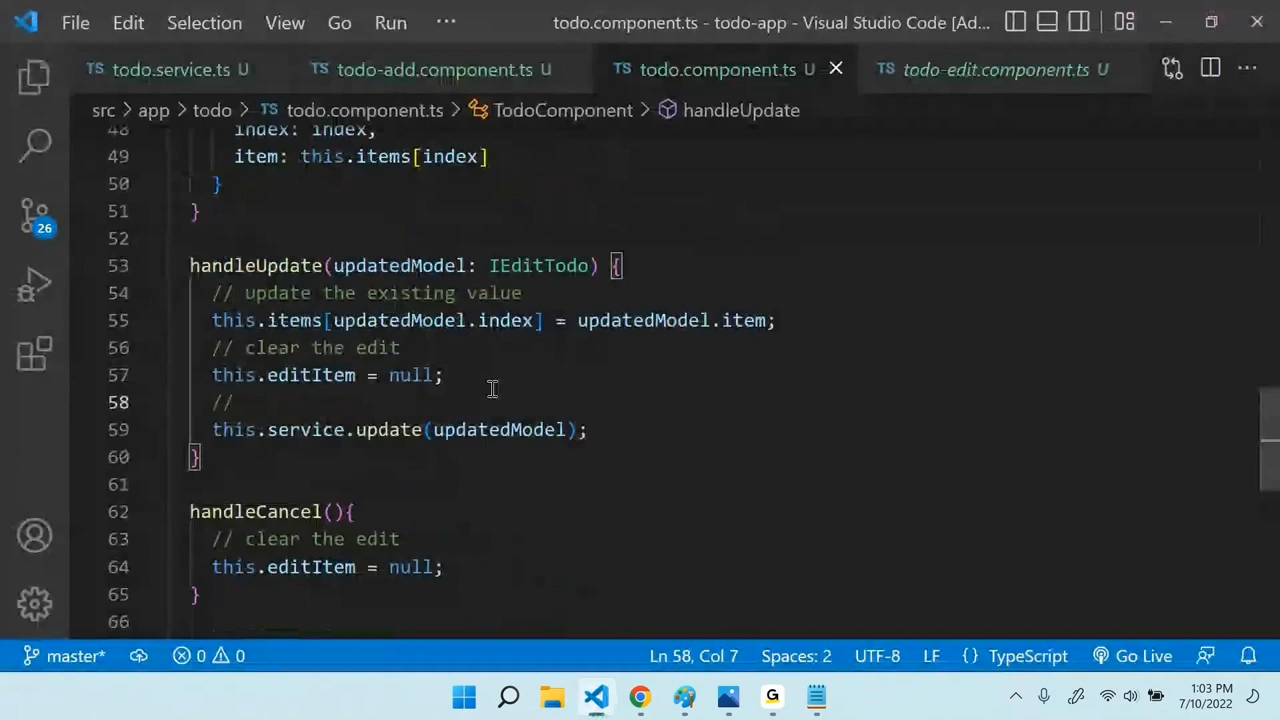 File Edit Selection View Go Run ··· todo.component.ts - todo-app - Visual Studio Code [Ad...
TS todo.service.ts U TS todo-add.component.ts U TS todo.component.ts U TS todo-edit.component.ts U ···
src > app > todo > TS todo.component.ts > TodoComponent > handleUpdate
48 index: index,
49 item: this.items[index]
50 }
51 }
52
53 handleUpdate(updatedModel: IEditTodo) {
54 // update the existing value
55 this.items[updatedModel.index] = updatedModel.item;
56 // clear the edit
57 this.editItem = null;
58 //
59 this.service.update(updatedModel);
60 }
61
62 handleCancel(){
63 // clear the edit
64 this.editItem = null;
65 }
66
26
master* 0 0 Ln 58, Col 7 Spaces: 2 UTF-8 LF {} TypeScript Go Live
G 1:03 PM
7/10/2022